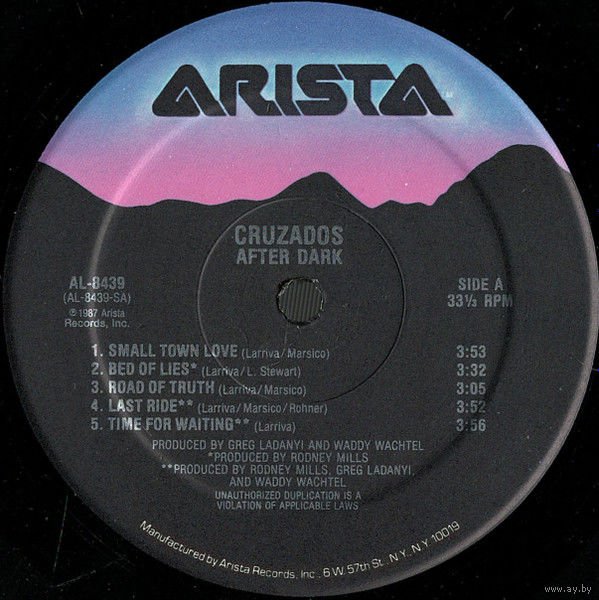 ARISTA
CRUZADOS
AFTER DARK
AL-8439
(AL-8439-SA)
℗ 1987 Arista
Records, Inc.
SIDE A
33⅓ RPM
1. SMALL TOWN LOVE (Larriva/Marsico) 3:53
2. BED OF LIES* (Larriva/L. Stewart) 3:32
3. ROAD OF TRUTH (Larriva/Marsico) 3:05
4. LAST RIDE** (Larriva/Marsico/Rohner) 3:52
5. TIME FOR WAITING** (Larriva) 3:56
PRODUCED BY GREG LADANYI AND WADDY WACHTEL
*PRODUCED BY RODNEY MILLS
**PRODUCED BY RODNEY MILLS, GREG LADANYI,
AND WADDY WACHTEL
UNAUTHORIZED DUPLICATION IS A
VIOLATION OF APPLICABLE LAWS
Manufactured by Arista Records, Inc., 6 W. 57th St., N.Y., N.Y. 10019
www.ay.by